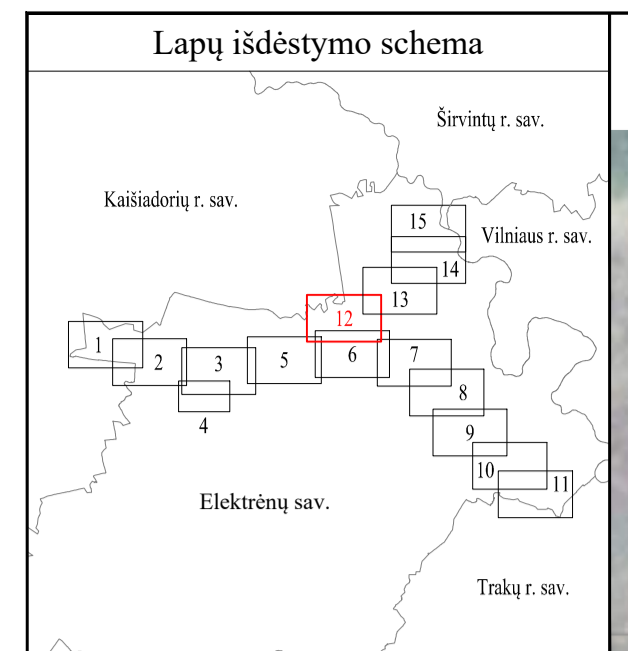 Lapų išdėstymo schema
Širvintų r. sav.
Kaišiadorių r. sav.
15
Vilniaus r. sav.
14
13
12
1
2
3
5
6
7
4
8
9
10
11
Elektrėnų sav.
Trakų r. sav.